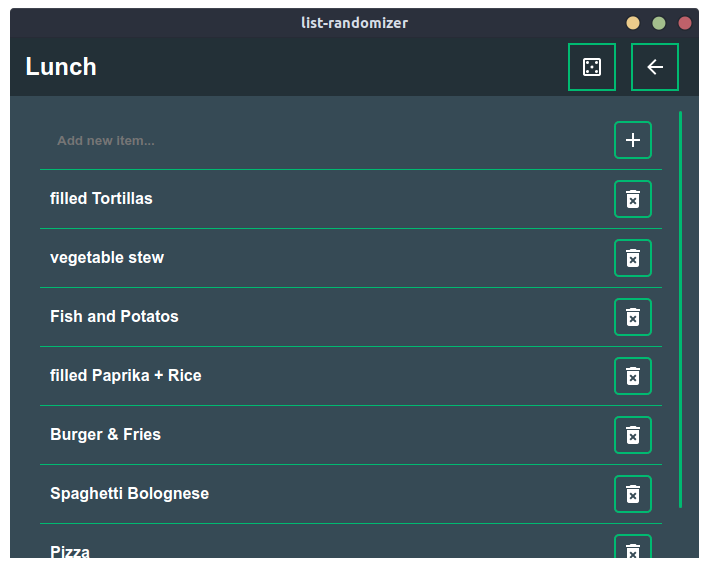 list-randomizer
Lunch
Add new item...
filled Tortillas
vegetable stew
Fish and Potatos
filled Paprika + Rice
Burger & Fries
Spaghetti Bolognese
Pizza